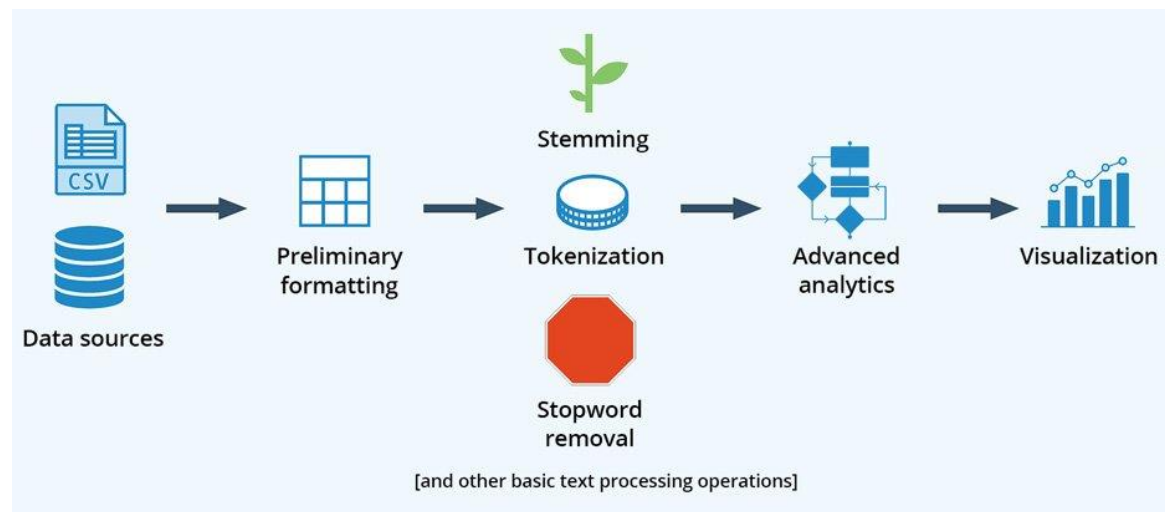 CSV
Data sources
Preliminary
formatting
Stemming
Tokenization
Stopword
removal
[and other basic text processing operations]
Advanced
analytics
Visualization